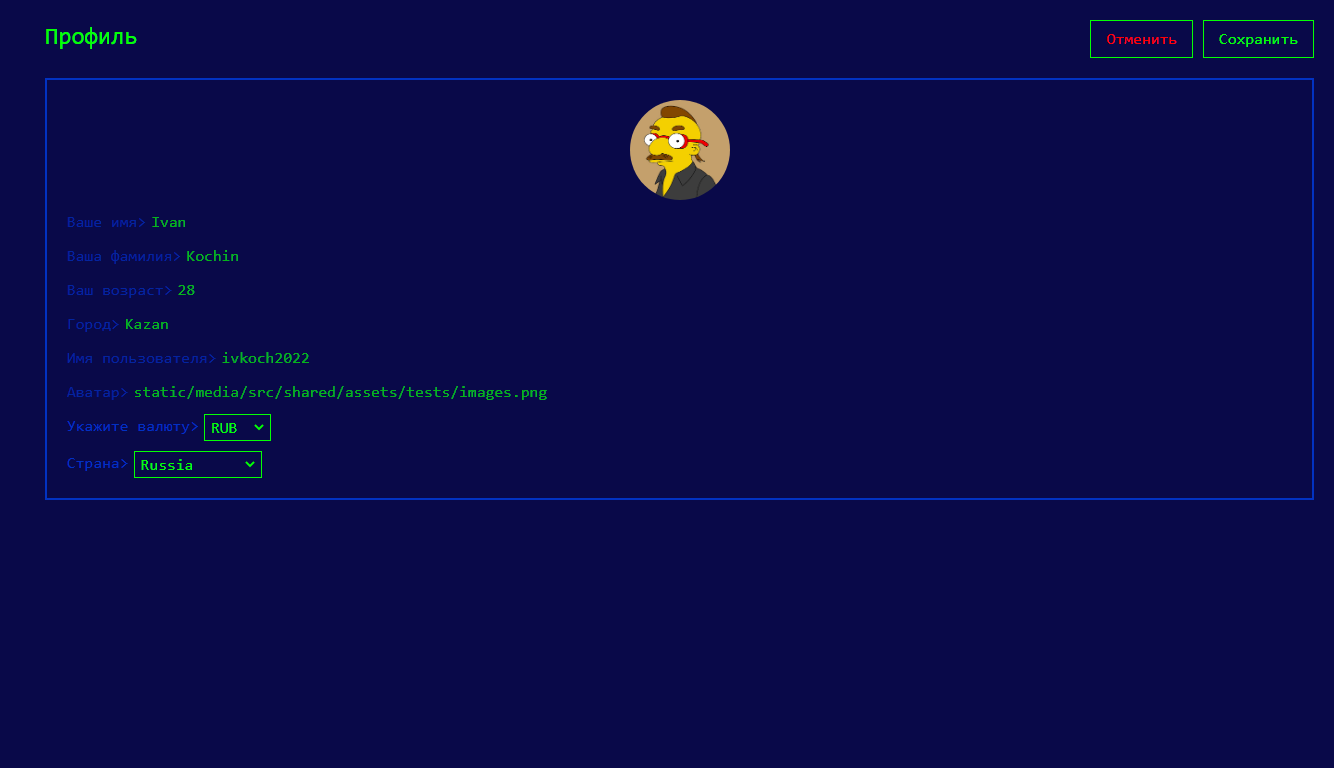 Профиль
Отменить Сохранить
Ваше имя> Ivan
Ваша фамилия> Kochin
Ваш возраст> 28
Город> Kazan
Имя пользователя> ivkoch2022
Аватар> static/media/src/shared/assets/tests/images.png
Укажите валюту> RUB
Страна> Russia